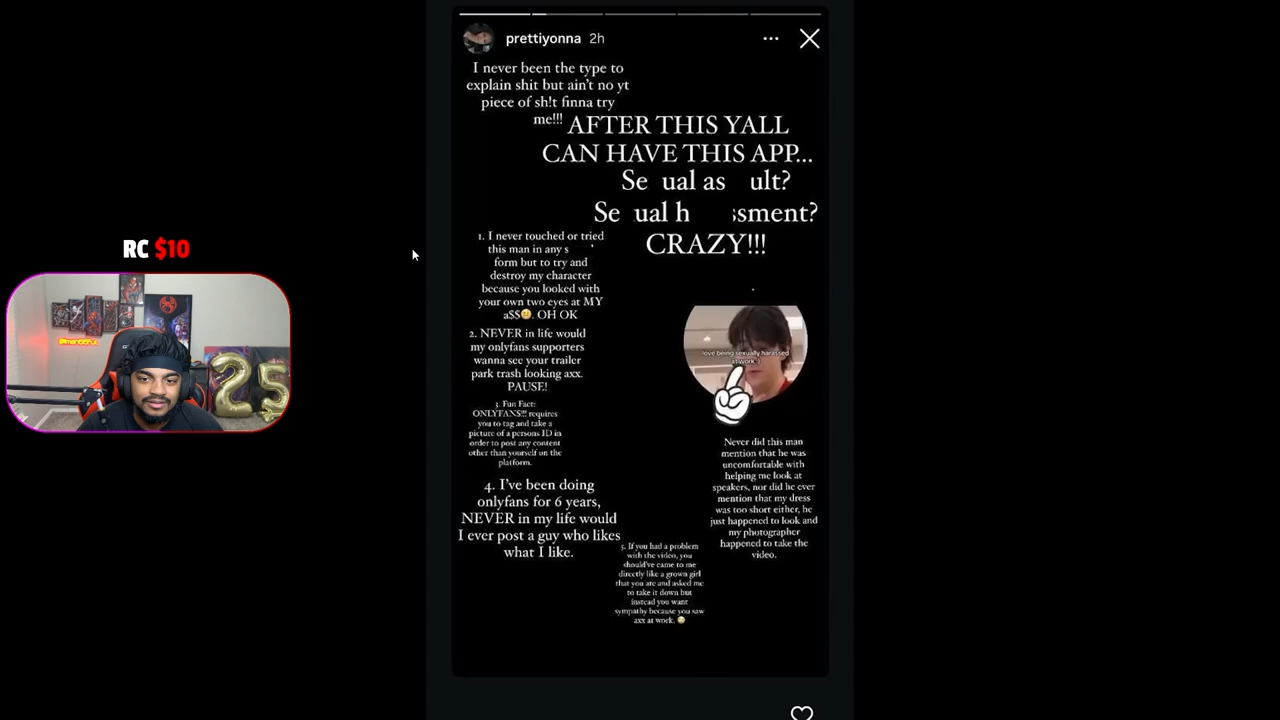 prettiyonna 2h
I never been the type to
explain shit but ain't no yt
piece of sh!t finna try
me!!!
AFTER THIS YALL
CAN HAVE THIS APP...
Se ual as ult?
Se ual h ssment?
CRAZY!!!
1. I never touched or tried
this man in any s
form but to try and
destroy my character
because you looked with
your own two eyes at MY
a$$😕. OH OK
2. NEVER in life would
my onlyfans supporters
wanna see your trailer
park trash looking axx.
PAUSE!
3. Fun Fact:
ONLYFANS!!! requires
you to tag and take a
picture of a persons ID in
order to post any content
other than yourself on the
platform.
4. I've been doing
onlyfans for 6 years,
NEVER in my life would
I ever post a guy who likes
what I like.
love being sexually harassed
at work :)
Never did this man
mention that he was
uncomfortable with
helping me look at
speakers, nor did he ever
mention that my dress
was too short either, he
just happened to look and
my photographer
happened to take the
video.
5. If you had a problem
with the video, you
should've came to me
directly like a grown girl
that you are and asked me
to take it down but
instead you want
sympathy because you saw
axx at work.
RC $10
25